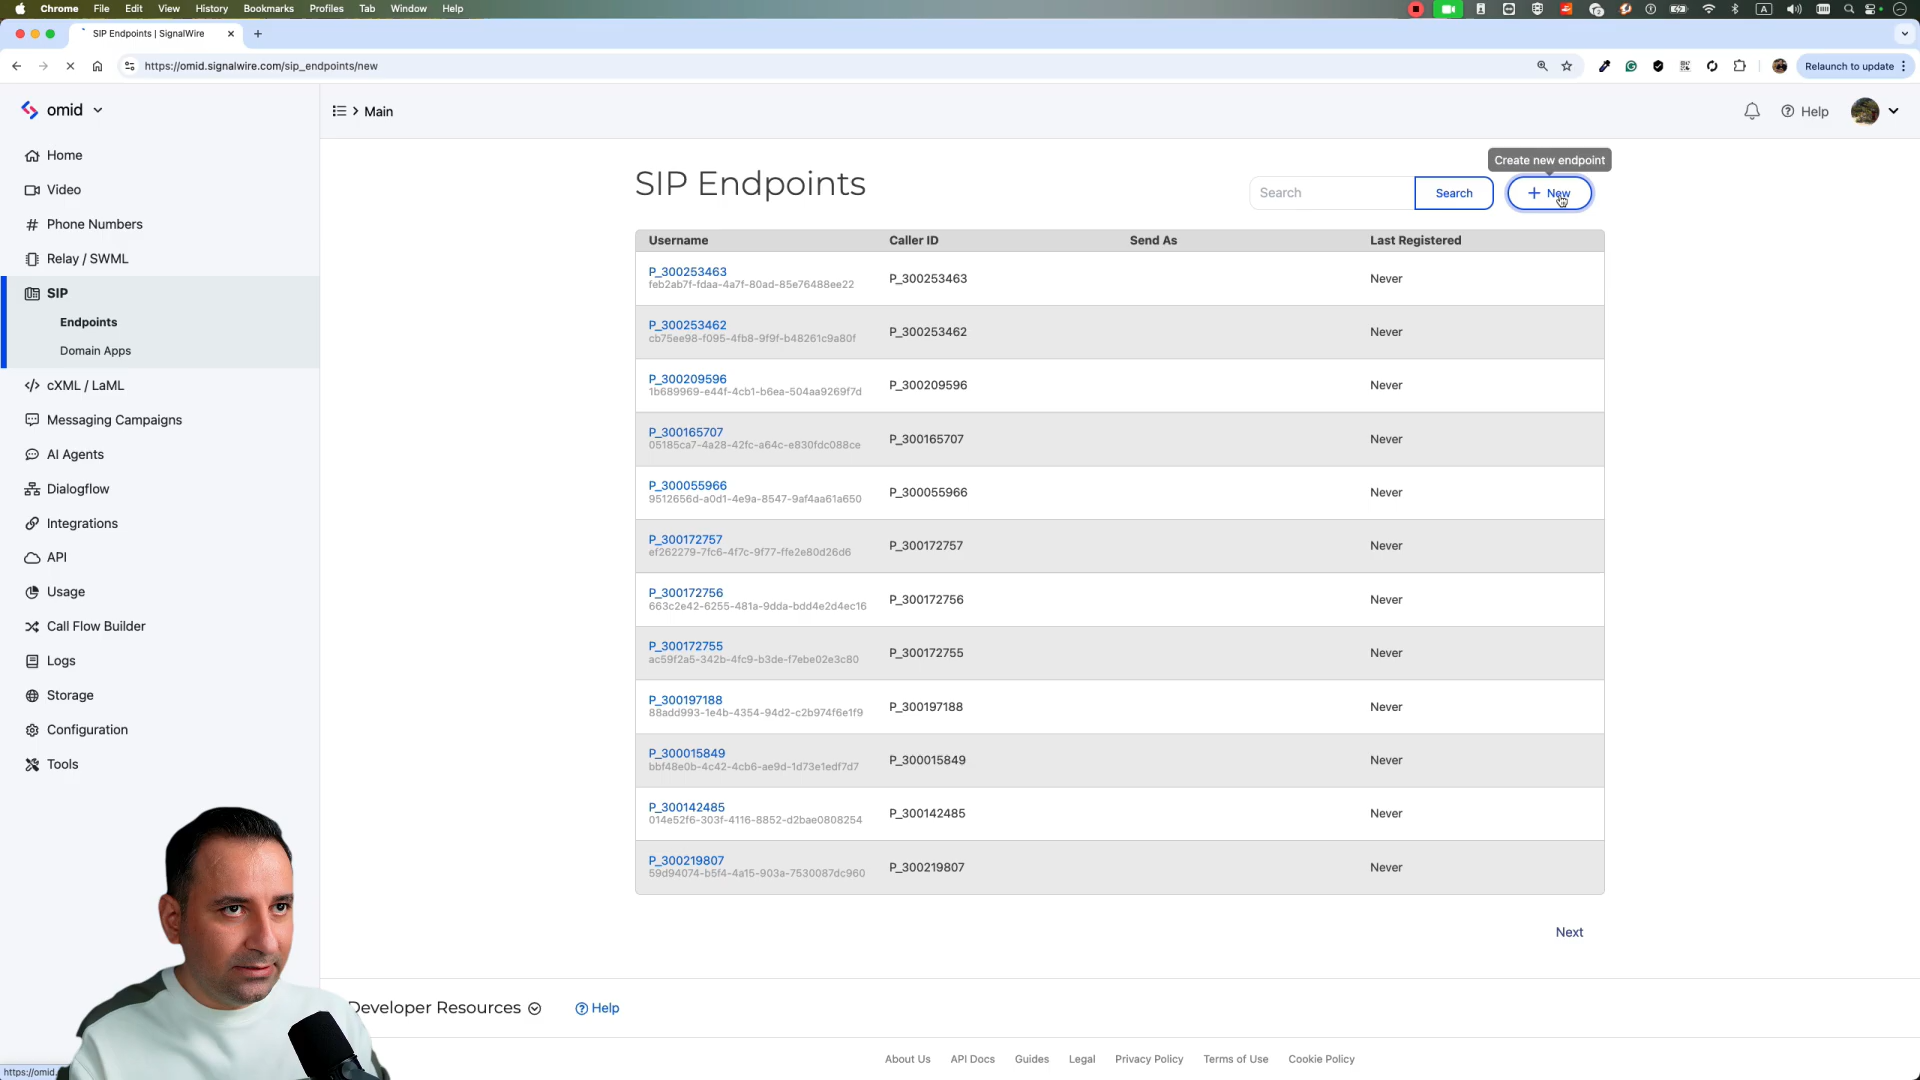 Chrome File Edit View History Bookmarks Profiles Tab Window Help
SIP Endpoints | SignalWire
https://omid.signalwire.com/sip_endpoints/new
Relaunch to update
omid
Main
Help
Home
Video
Phone Numbers
Relay / SWML
SIP
Endpoints
Domain Apps
cXML / LaML
Messaging Campaigns
AI Agents
Dialogflow
Integrations
API
Usage
Call Flow Builder
Logs
Storage
Configuration
Tools
Create new endpoint
SIP Endpoints
Search
Search
New
Username Caller ID Send As Last Registered
P_300253463 P_300253463 Never
feb2ab7f-fdaa-4a7f-80ad-85e76488ee22
P_300253462 P_300253462 Never
cb75ee98-f095-4fb8-9f9f-b48261c9a80f
P_300209596 P_300209596 Never
1b689969-e44f-4cb1-b6ea-504aa9269f7d
P_300165707 P_300165707 Never
05185ca7-4a28-42fc-a64c-e830fdc088ce
P_300055966 P_300055966 Never
9512656d-a0d1-4e9a-8547-9af4aa61a650
P_300172757 P_300172757 Never
ef262279-7fc6-4f7c-9f77-ffe2e80d26d6
P_300172756 P_300172756 Never
663c2e42-6255-481a-9dda-bdd4e2d4ec16
P_300172755 P_300172755 Never
ac59f2a5-342b-4fc9-b3de-f7ebe02e3c80
P_300197188 P_300197188 Never
88add993-1e4b-4354-94d2-c2b974f6e1f9
P_300015849 P_300015849 Never
bbf48e0b-4c42-4cb6-ae9d-1d73e1edf7d7
P_300142485 P_300142485 Never
014e52f6-303f-4116-8852-d2bae0808254
P_300219807 P_300219807 Never
59d94074-b5f4-4a15-903a-7530087dc960
Next
Developer Resources
Help
https://omid.
About Us API Docs Guides Legal Privacy Policy Terms of Use Cookie Policy